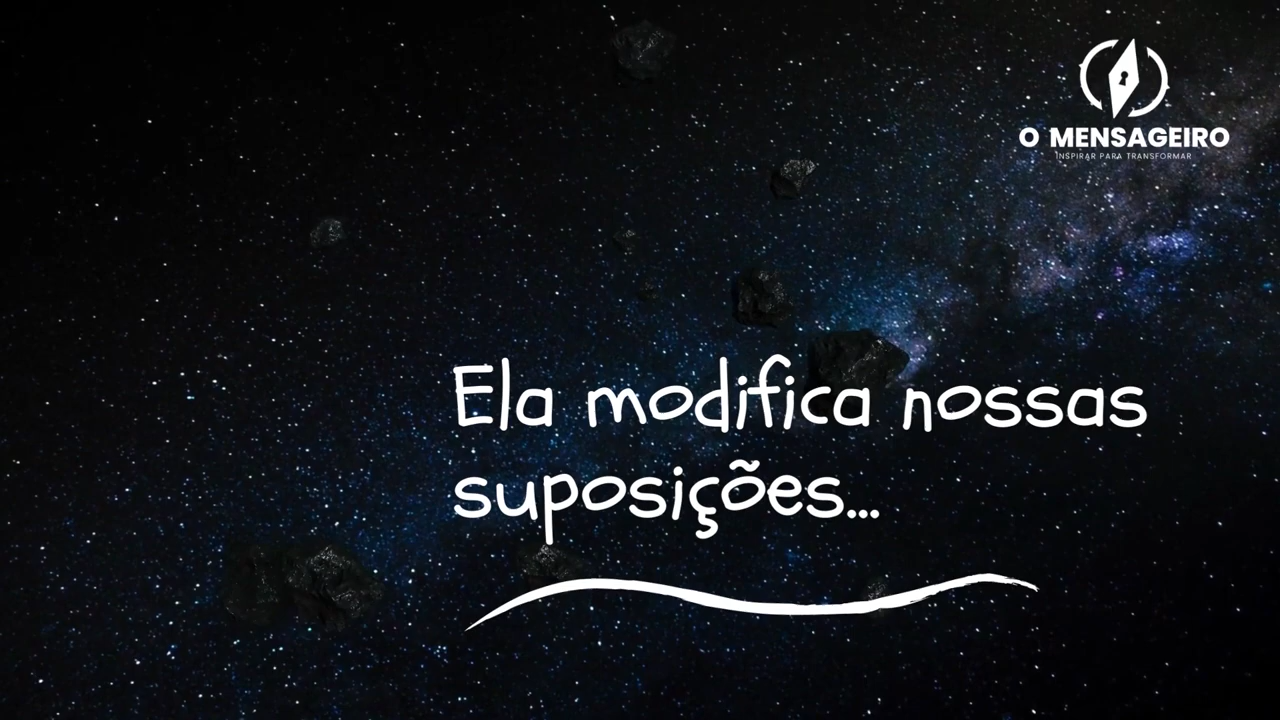 O MENSAGEIRO
INSPIRAR PARA TRANSFORMAR
Ela modifica nossas
suposições...